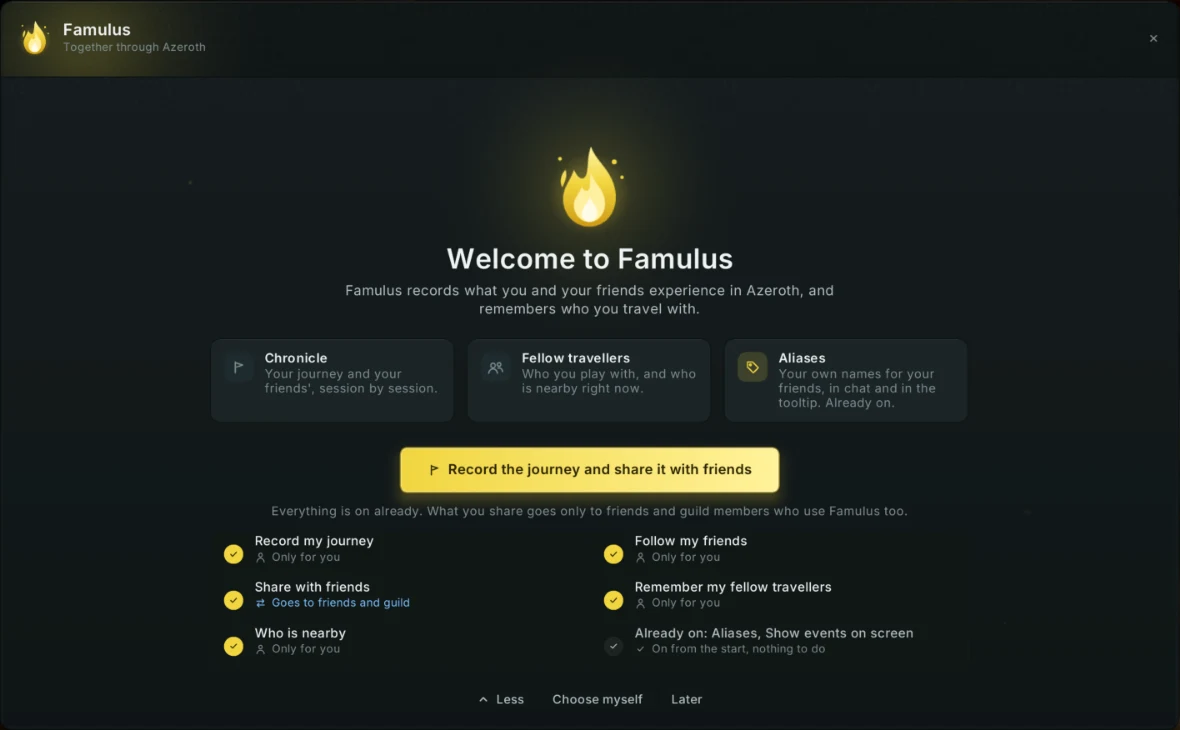 Famulus
Together through Azeroth
Welcome to Famulus
Famulus records what you and your friends experience in Azeroth, and
remembers who you travel with.
Chronicle
Your journey and your
friends', session by session.
Fellow travellers
Who you play with, and who
is nearby right now.
Aliases
Your own names for your
friends, in chat and in the
tooltip. Already on.
Record the journey and share it with friends
Everything is on already. What you share goes only to friends and guild members who use Famulus too.
Record my journey
Only for you
Follow my friends
Only for you
Share with friends
Goes to friends and guild
Remember my fellow travellers
Only for you
Who is nearby
Only for you
Already on: Aliases, Show events on screen
On from the start, nothing to do
Less
Choose myself
Later